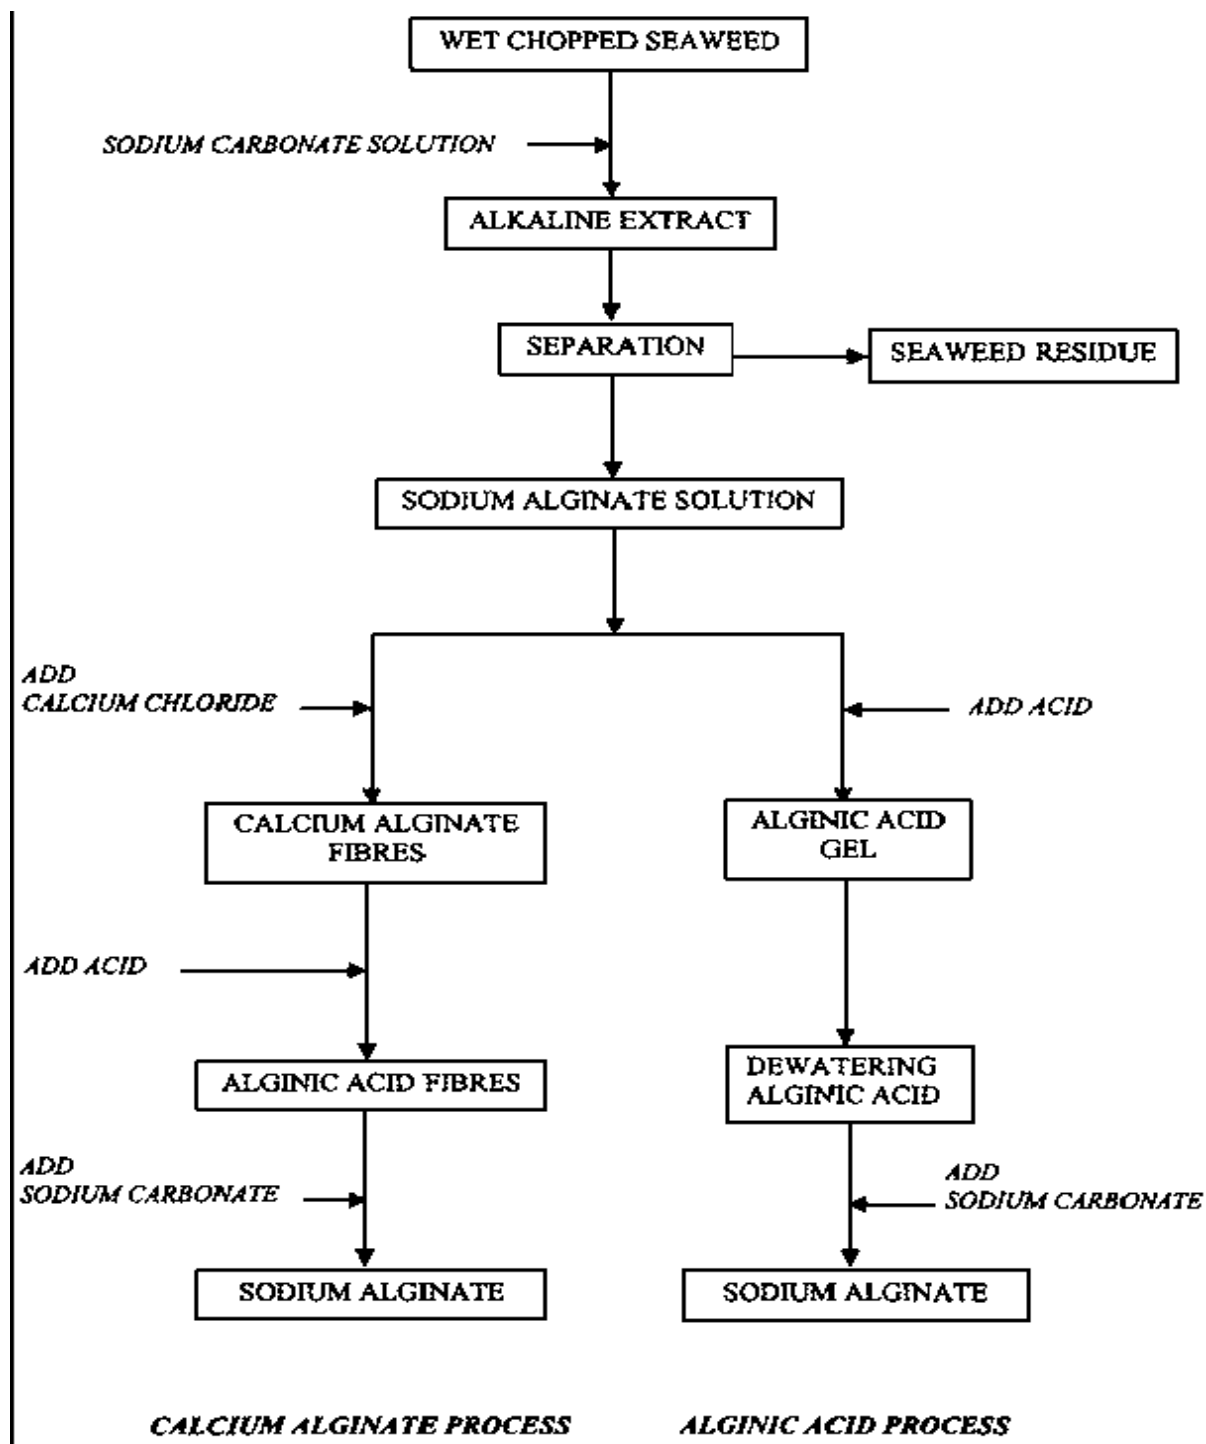 WET CHOPPED SEAWEED
SODIUM CARBONATE SOLUTION
ALKALINE EXTRACT
SEPARATION
SEAWEED RESIDUE
SODIUM ALGINATE SOLUTION
ADD
CALCIUM CHLORIDE
ADD ACID
CALCIUM ALGINATE
FIBRES
ALGINIC ACID
GEL
ADD ACID
ALGINIC ACID FIBRES
DEWATERING
ALGINIC ACID
ADD
SODIUM CARBONATE
ADD
SODIUM CARBONATE
SODIUM ALGINATE
SODIUM ALGINATE
CALCIUM ALGINATE PROCESS
ALGINIC ACID PROCESS